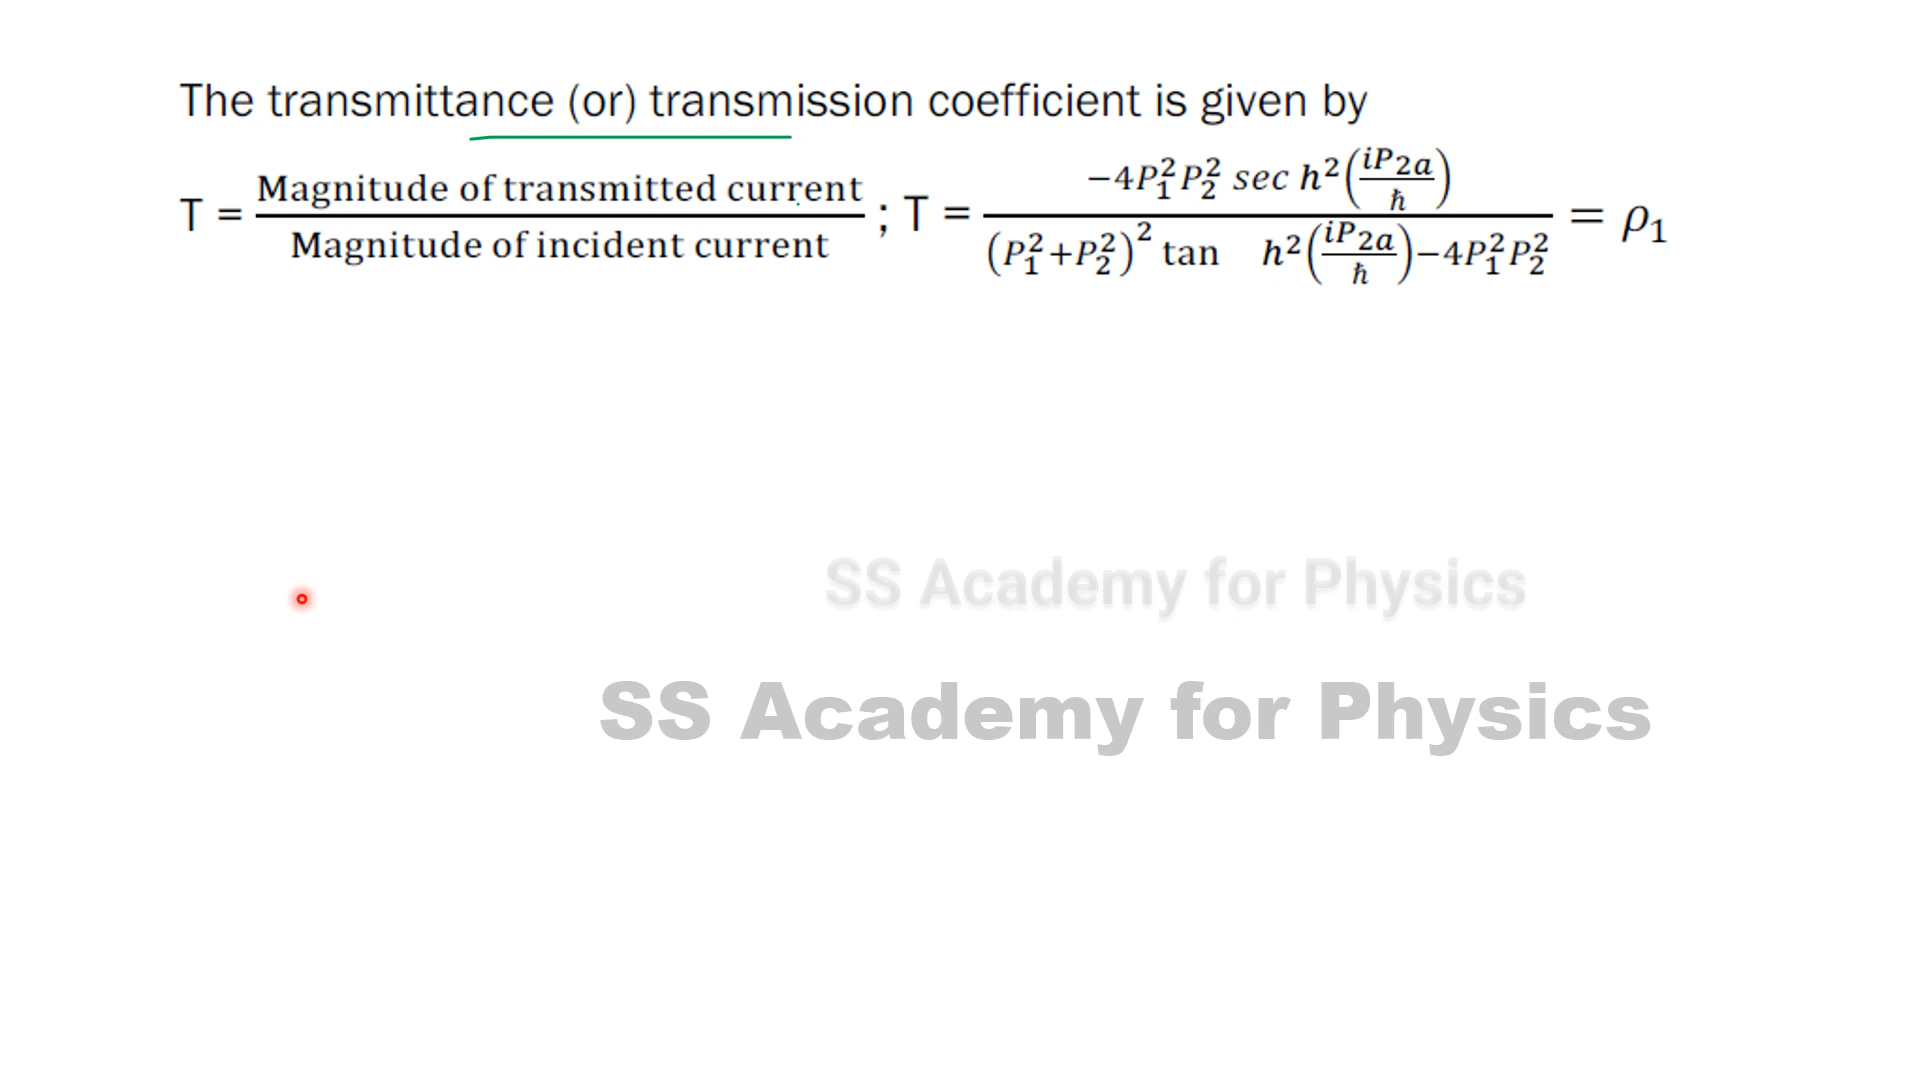 The transmittance (or) transmission coefficient is given by
T = Magnitude of transmitted current / Magnitude of incident current ; T = −4P₁²P₂² sec h²(iP₂a/ħ) / (P₁²+P₂²)² tan h²(iP₂a/ħ)−4P₁²P₂² = ρ₁
SS Academy for Physics
SS Academy for Physics